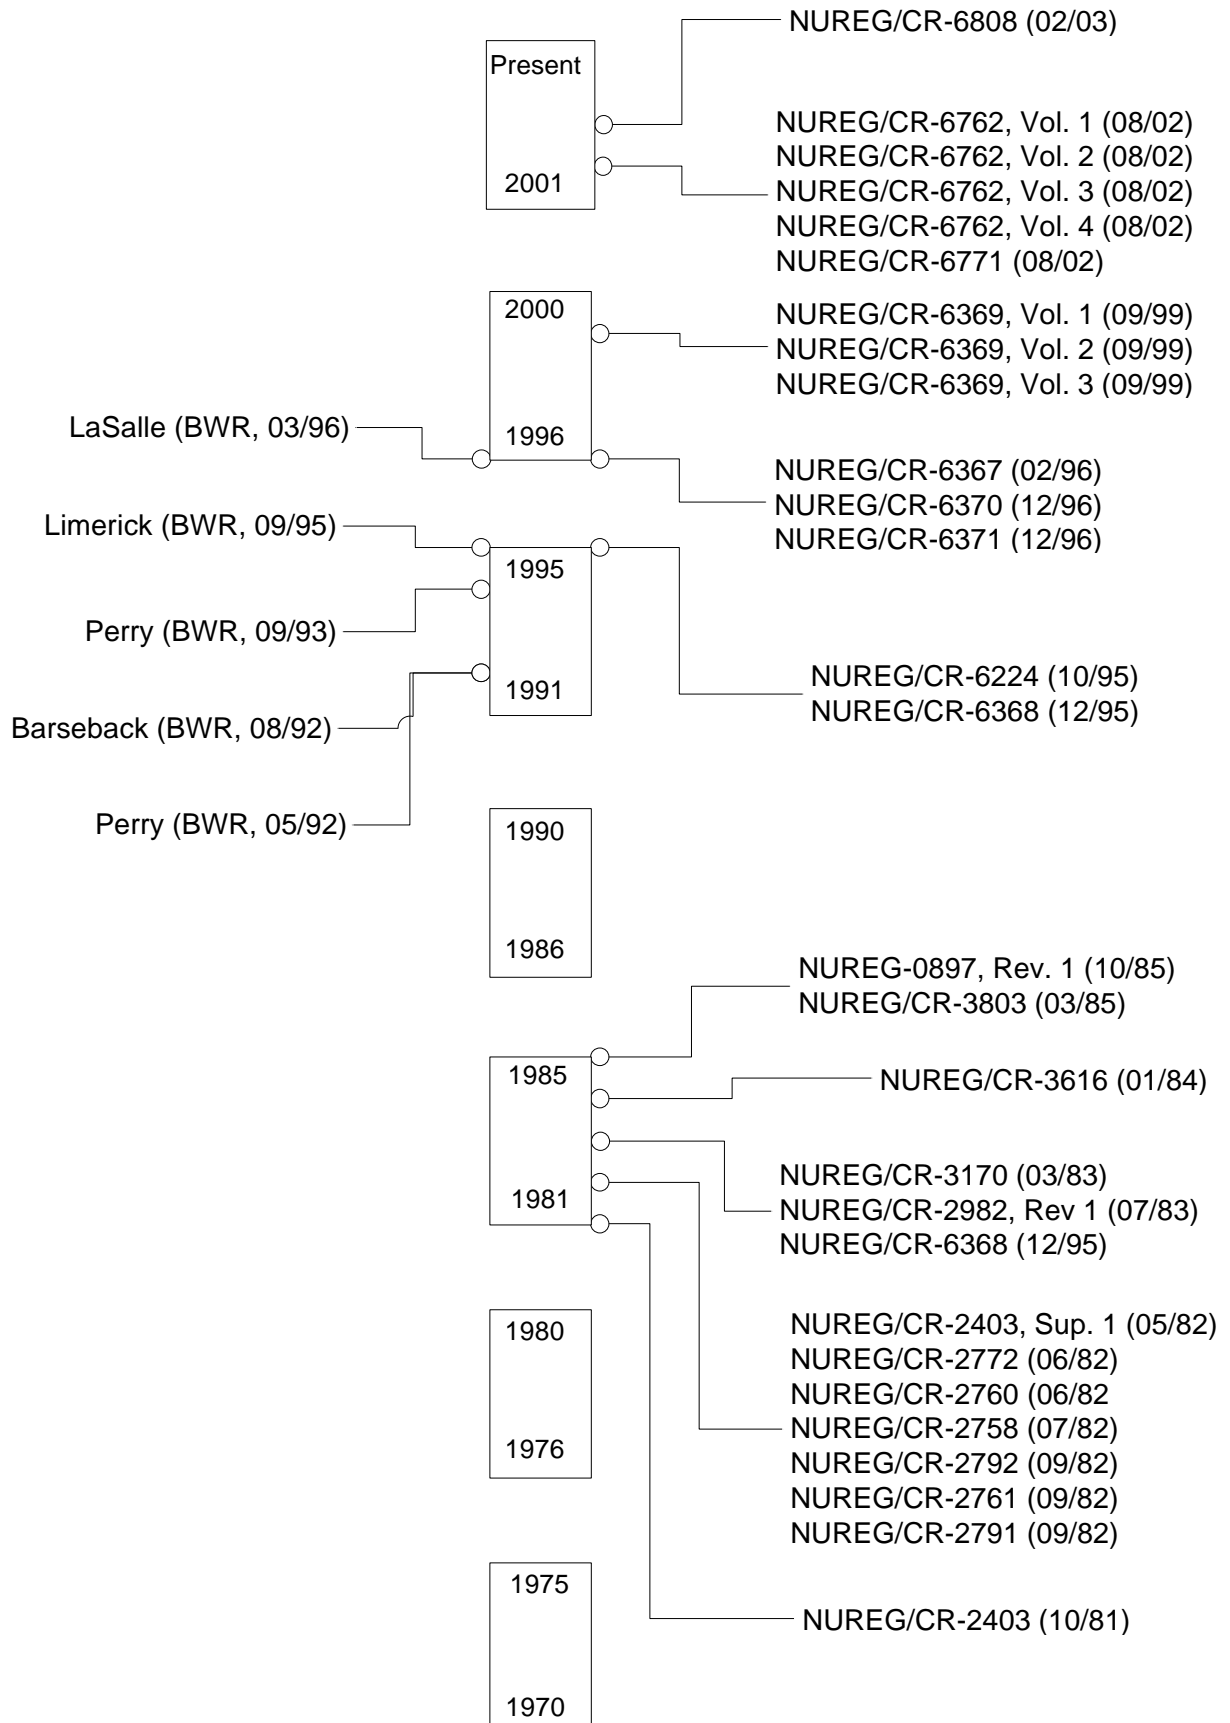 NUREG/CR-6808 (02/03)
Present
2001
NUREG/CR-6762, Vol. 1 (08/02)
NUREG/CR-6762, Vol. 2 (08/02)
NUREG/CR-6762, Vol. 3 (08/02)
NUREG/CR-6762, Vol. 4 (08/02)
NUREG/CR-6771 (08/02)
2000
1996
NUREG/CR-6369, Vol. 1 (09/99)
NUREG/CR-6369, Vol. 2 (09/99)
NUREG/CR-6369, Vol. 3 (09/99)
LaSalle (BWR, 03/96)
NUREG/CR-6367 (02/96)
NUREG/CR-6370 (12/96)
NUREG/CR-6371 (12/96)
Limerick (BWR, 09/95)
1995
1991
Perry (BWR, 09/93)
NUREG/CR-6224 (10/95)
NUREG/CR-6368 (12/95)
Barseback (BWR, 08/92)
Perry (BWR, 05/92)
1990
1986
NUREG-0897, Rev. 1 (10/85)
NUREG/CR-3803 (03/85)
1985
1981
NUREG/CR-3616 (01/84)
NUREG/CR-3170 (03/83)
NUREG/CR-2982, Rev 1 (07/83)
NUREG/CR-6368 (12/95)
1980
1976
NUREG/CR-2403, Sup. 1 (05/82)
NUREG/CR-2772 (06/82)
NUREG/CR-2760 (06/82
NUREG/CR-2758 (07/82)
NUREG/CR-2792 (09/82)
NUREG/CR-2761 (09/82)
NUREG/CR-2791 (09/82)
1975
1970
NUREG/CR-2403 (10/81)